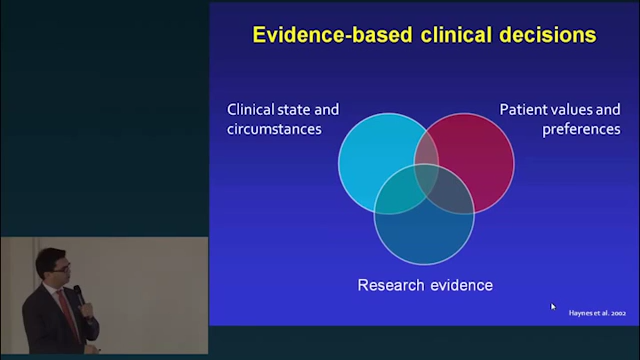 Evidence-based clinical decisions
Clinical state and
circumstances
Patient values and
preferences
Research evidence
Haynes et al. 2002